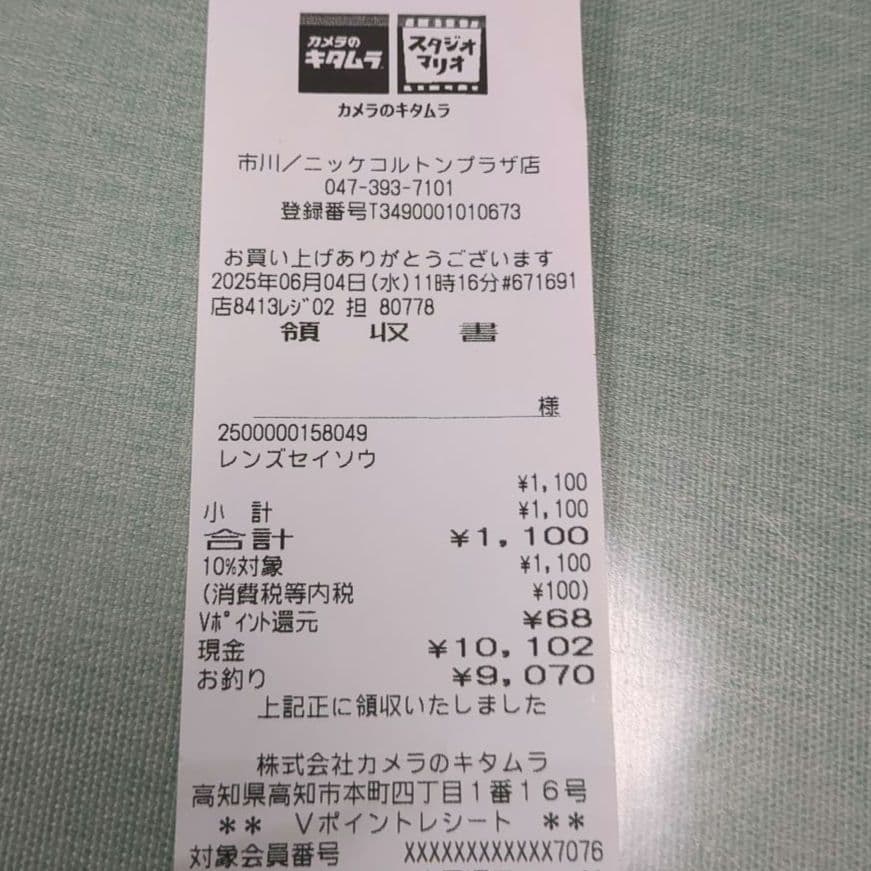 カメラの
キタムラ
スタジオ
マリオ
カメラのキタムラ
市川／ニッケコルトンプラザ店
047-393-7101
登録番号T3490001010673
お買い上げありがとうございます
2025年06月04日(水)11時16分#671691
店8413ﾚｼﾞ02 担 80778
領 収 書
様
2500000158049
レンズセイソウ
¥1,100
小 計 ¥1,100
合計 ¥1,100
10%対象 ¥1,100
(消費税等内税 ¥100)
Vﾎﾟｲﾝﾄ還元 ¥68
現金 ¥10,102
お釣り ¥9,070
上記正に領収いたしました
株式会社カメラのキタムラ
高知県高知市本町四丁目１番１６号
＊＊ Ｖポイントレシート ＊＊
対象会員番号 XXXXXXXXXXXX7076